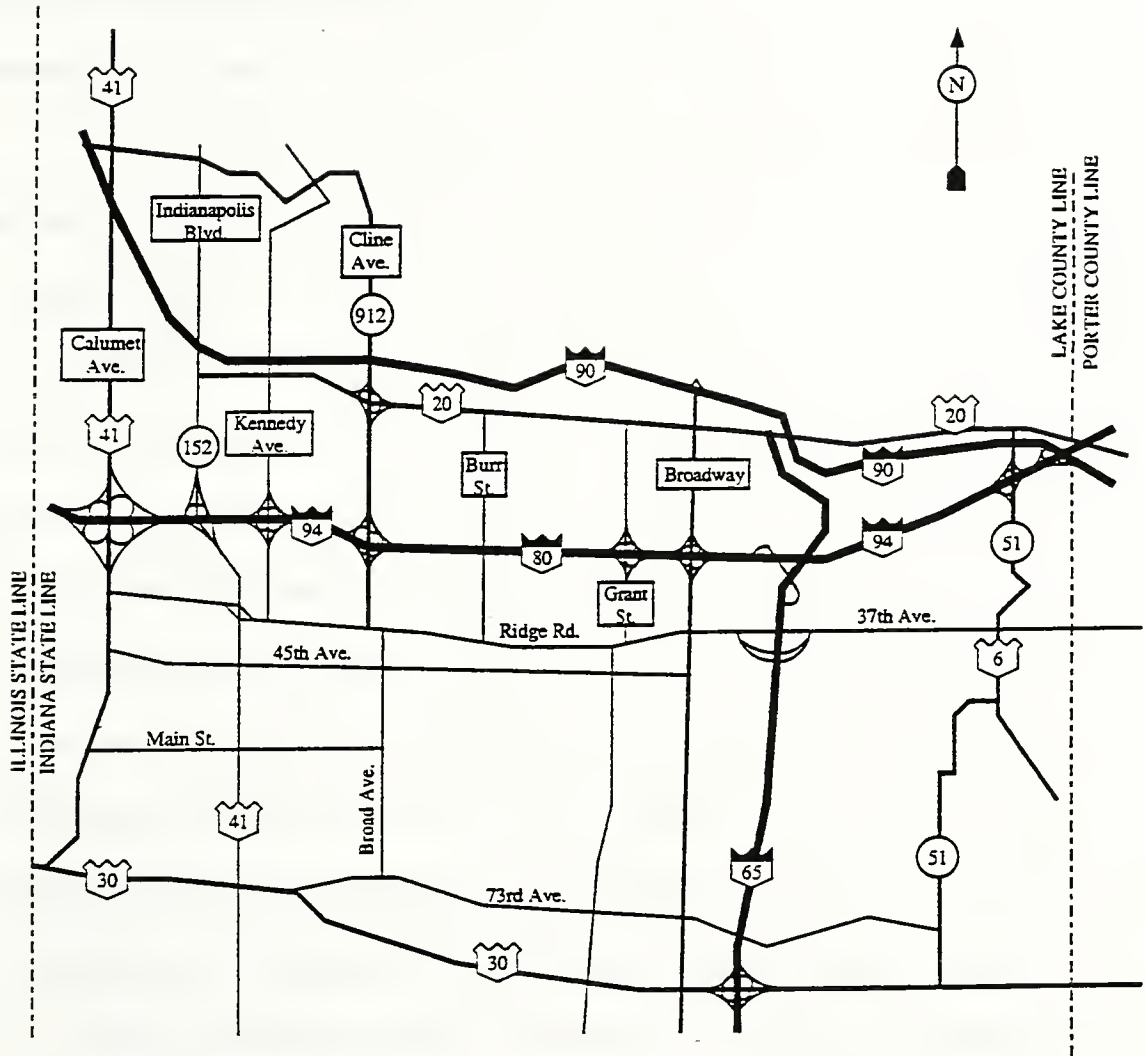 41
N
Indianapolis
Blvd.
Cline
Ave.
912
LAKE COUNTY LINE
PORTER COUNTY LINE
Calumet
Ave.
90
20
20
41
152
Kennedy
Ave.
Burr
St.
Broadway
90
94
80
94
51
Grant
St.
37th Ave.
Ridge Rd.
45th Ave.
6
ILLINOIS STATE LINE
INDIANA STATE LINE
Main St.
Broad Ave.
41
65
51
30
73rd Ave.
30